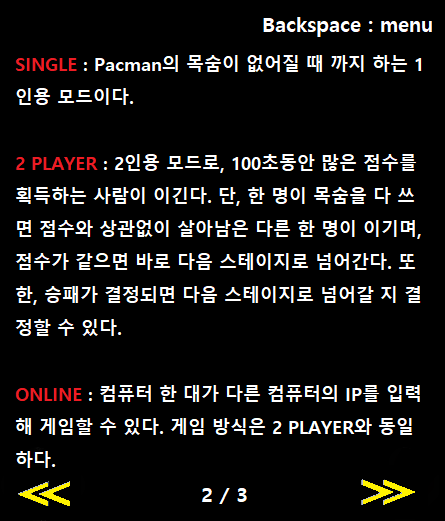 Backspace : menu
SINGLE : Pacman의 목숨이 없어질 때 까지 하는 1
인용 모드이다.
2 PLAYER : 2인용 모드로, 100초동안 많은 점수를
획득하는 사람이 이긴다. 단, 한 명이 목숨을 다 쓰
면 점수와 상관없이 살아남은 다른 한 명이 이기며,
점수가 같으면 바로 다음 스테이지로 넘어간다. 또
한, 승패가 결정되면 다음 스테이지로 넘어갈 지 결
정할 수 있다.
ONLINE : 컴퓨터 한 대가 다른 컴퓨터의 IP를 입력
해 게임할 수 있다. 게임 방식은 2 PLAYER와 동일
하다.
2 / 3